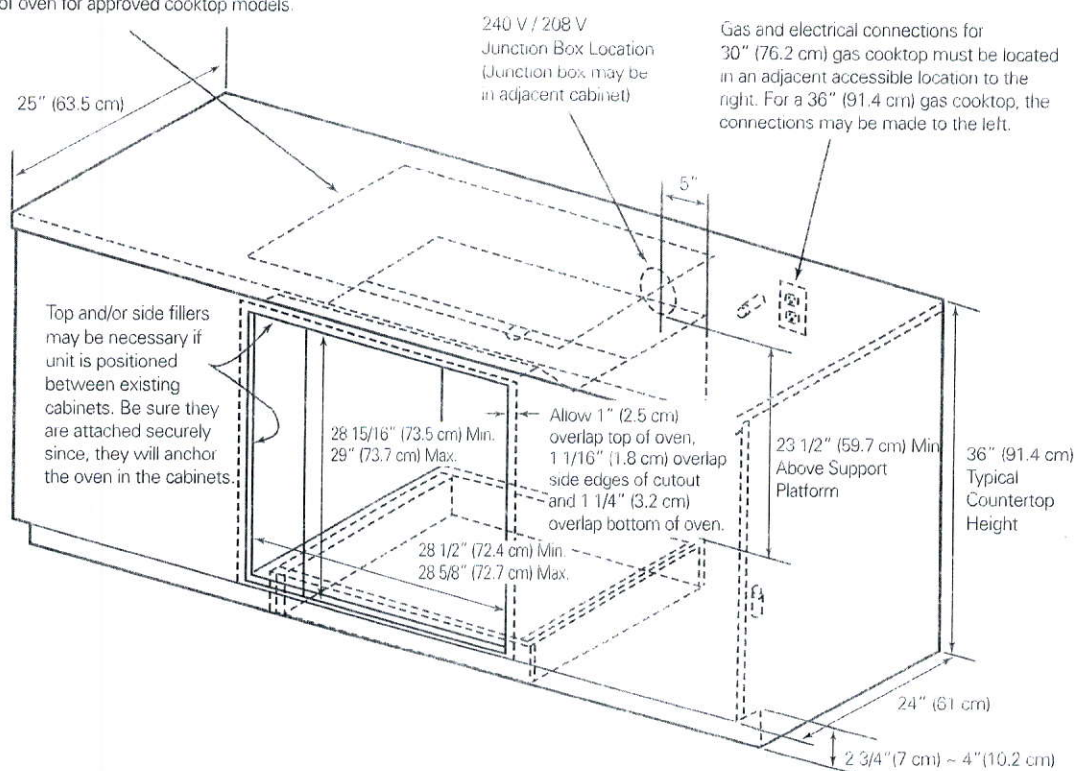 of oven for approved cooktop models.
240 V / 208 V
Junction Box Location
(Junction box may be
in adjacent cabinet)
Gas and electrical connections for
30" (76.2 cm) gas cooktop must be located
in an adjacent accessible location to the
right. For a 36" (91.4 cm) gas cooktop, the
connections may be made to the left.
25" (63.5 cm)
5"
Top and/or side fillers
may be necessary if
unit is positioned
between existing
cabinets. Be sure they
are attached securely
since, they will anchor
the oven in the cabinets.
28 15/16" (73.5 cm) Min.
29" (73.7 cm) Max.
Allow 1" (2.5 cm)
overlap top of oven,
1 1/16" (1.8 cm) overlap
side edges of cutout
and 1 1/4" (3.2 cm)
overlap bottom of oven.
23 1/2" (59.7 cm) Min
Above Support
Platform
36" (91.4 cm)
Typical
Countertop
Height
28 1/2" (72.4 cm) Min.
28 5/8" (72.7 cm) Max.
24" (61 cm)
2 3/4"(7 cm) ~ 4"(10.2 cm)